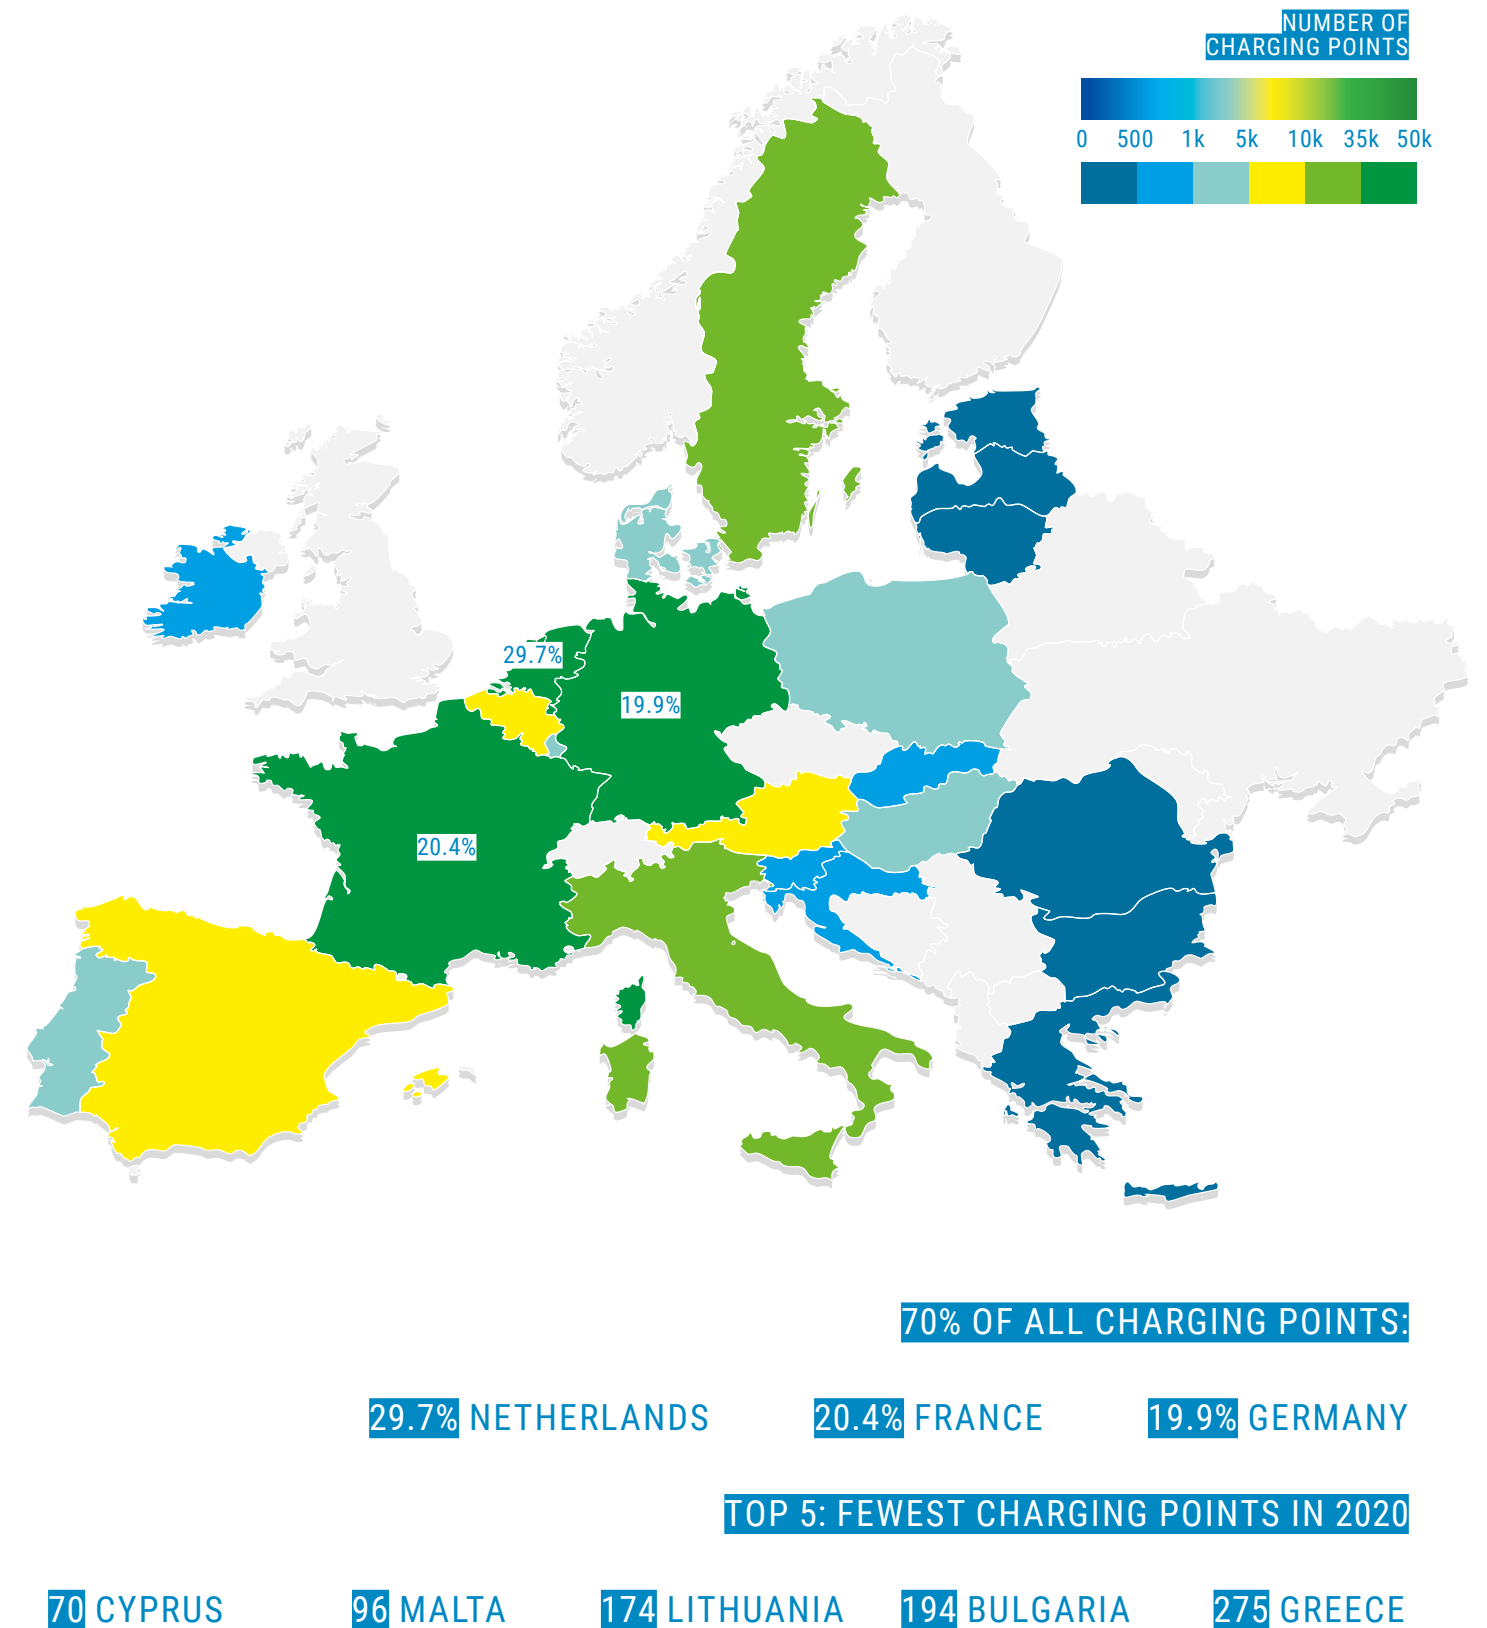 NUMBER OF
CHARGING POINTS
0 500 1k 5k 10k 35k 50k
29.7%
19.9%
20.4%
70% OF ALL CHARGING POINTS:
29.7% NETHERLANDS 20.4% FRANCE 19.9% GERMANY
TOP 5: FEWEST CHARGING POINTS IN 2020
70 CYPRUS 96 MALTA 174 LITHUANIA 194 BULGARIA 275 GREECE